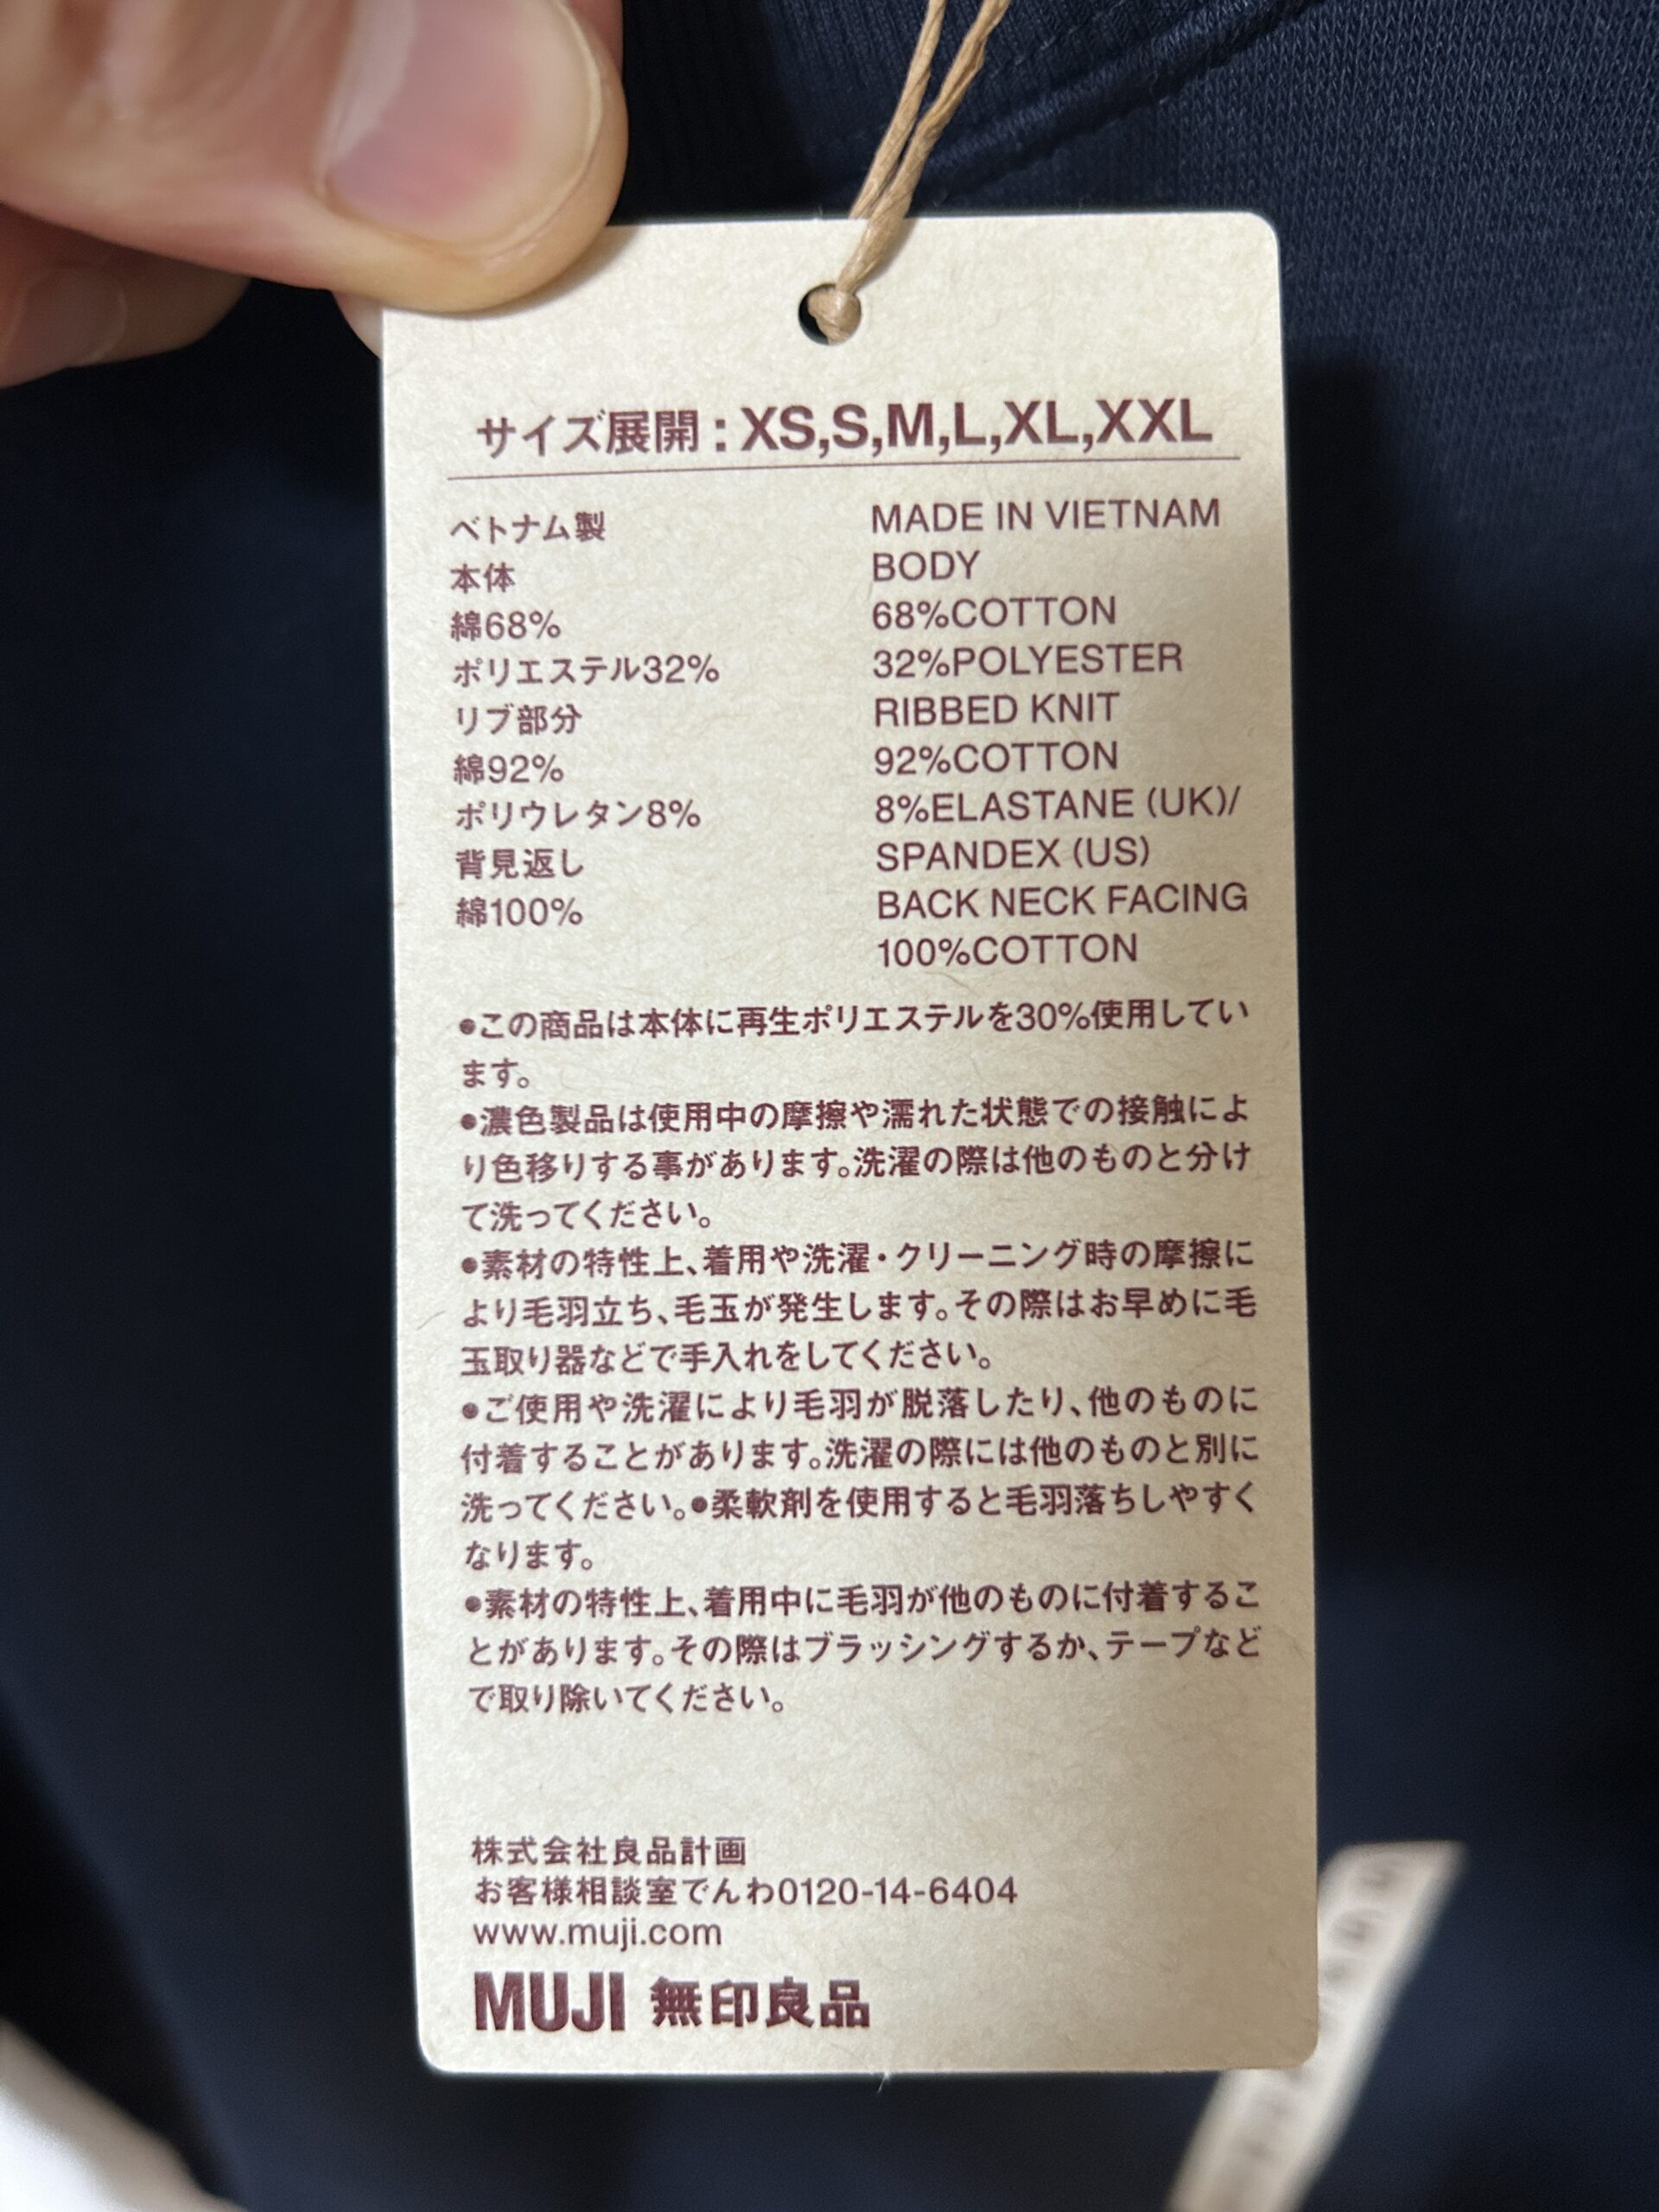 サイズ展開：XS,S,M,L,XL,XXL
ベトナム製
本体
綿68%
ポリエステル32%
リブ部分
綿92%
ポリウレタン8%
背見返し
綿100%
MADE IN VIETNAM
BODY
68%COTTON
32%POLYESTER
RIBBED KNIT
92%COTTON
8%ELASTANE (UK)/
SPANDEX (US)
BACK NECK FACING
100%COTTON
●この商品は本体に再生ポリエステルを30%使用してい
ます。
●濃色製品は使用中の摩擦や濡れた状態での接触によ
り色移りする事があります。洗濯の際は他のものと分け
て洗ってください。
●素材の特性上、着用や洗濯・クリーニング時の摩擦に
より毛羽立ち、毛玉が発生します。その際はお早めに毛
玉取り器などで手入れをしてください。
●ご使用や洗濯により毛羽が脱落したり、他のものに
付着することがあります。洗濯の際には他のものと別に
洗ってください。●柔軟剤を使用すると毛羽落ちしやすく
なります。
●素材の特性上、着用中に毛羽が他のものに付着するこ
とがあります。その際はブラッシングするか、テープなど
で取り除いてください。
株式会社良品計画
お客様相談室でんわ0120-14-6404
www.muji.com
MUJI 無印良品